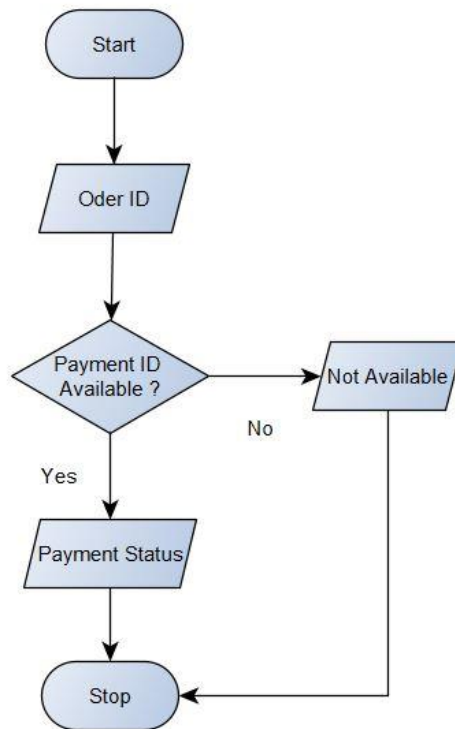 Start
Oder ID
Payment ID
Available ?
Not Available
No
Yes
Payment Status
Stop